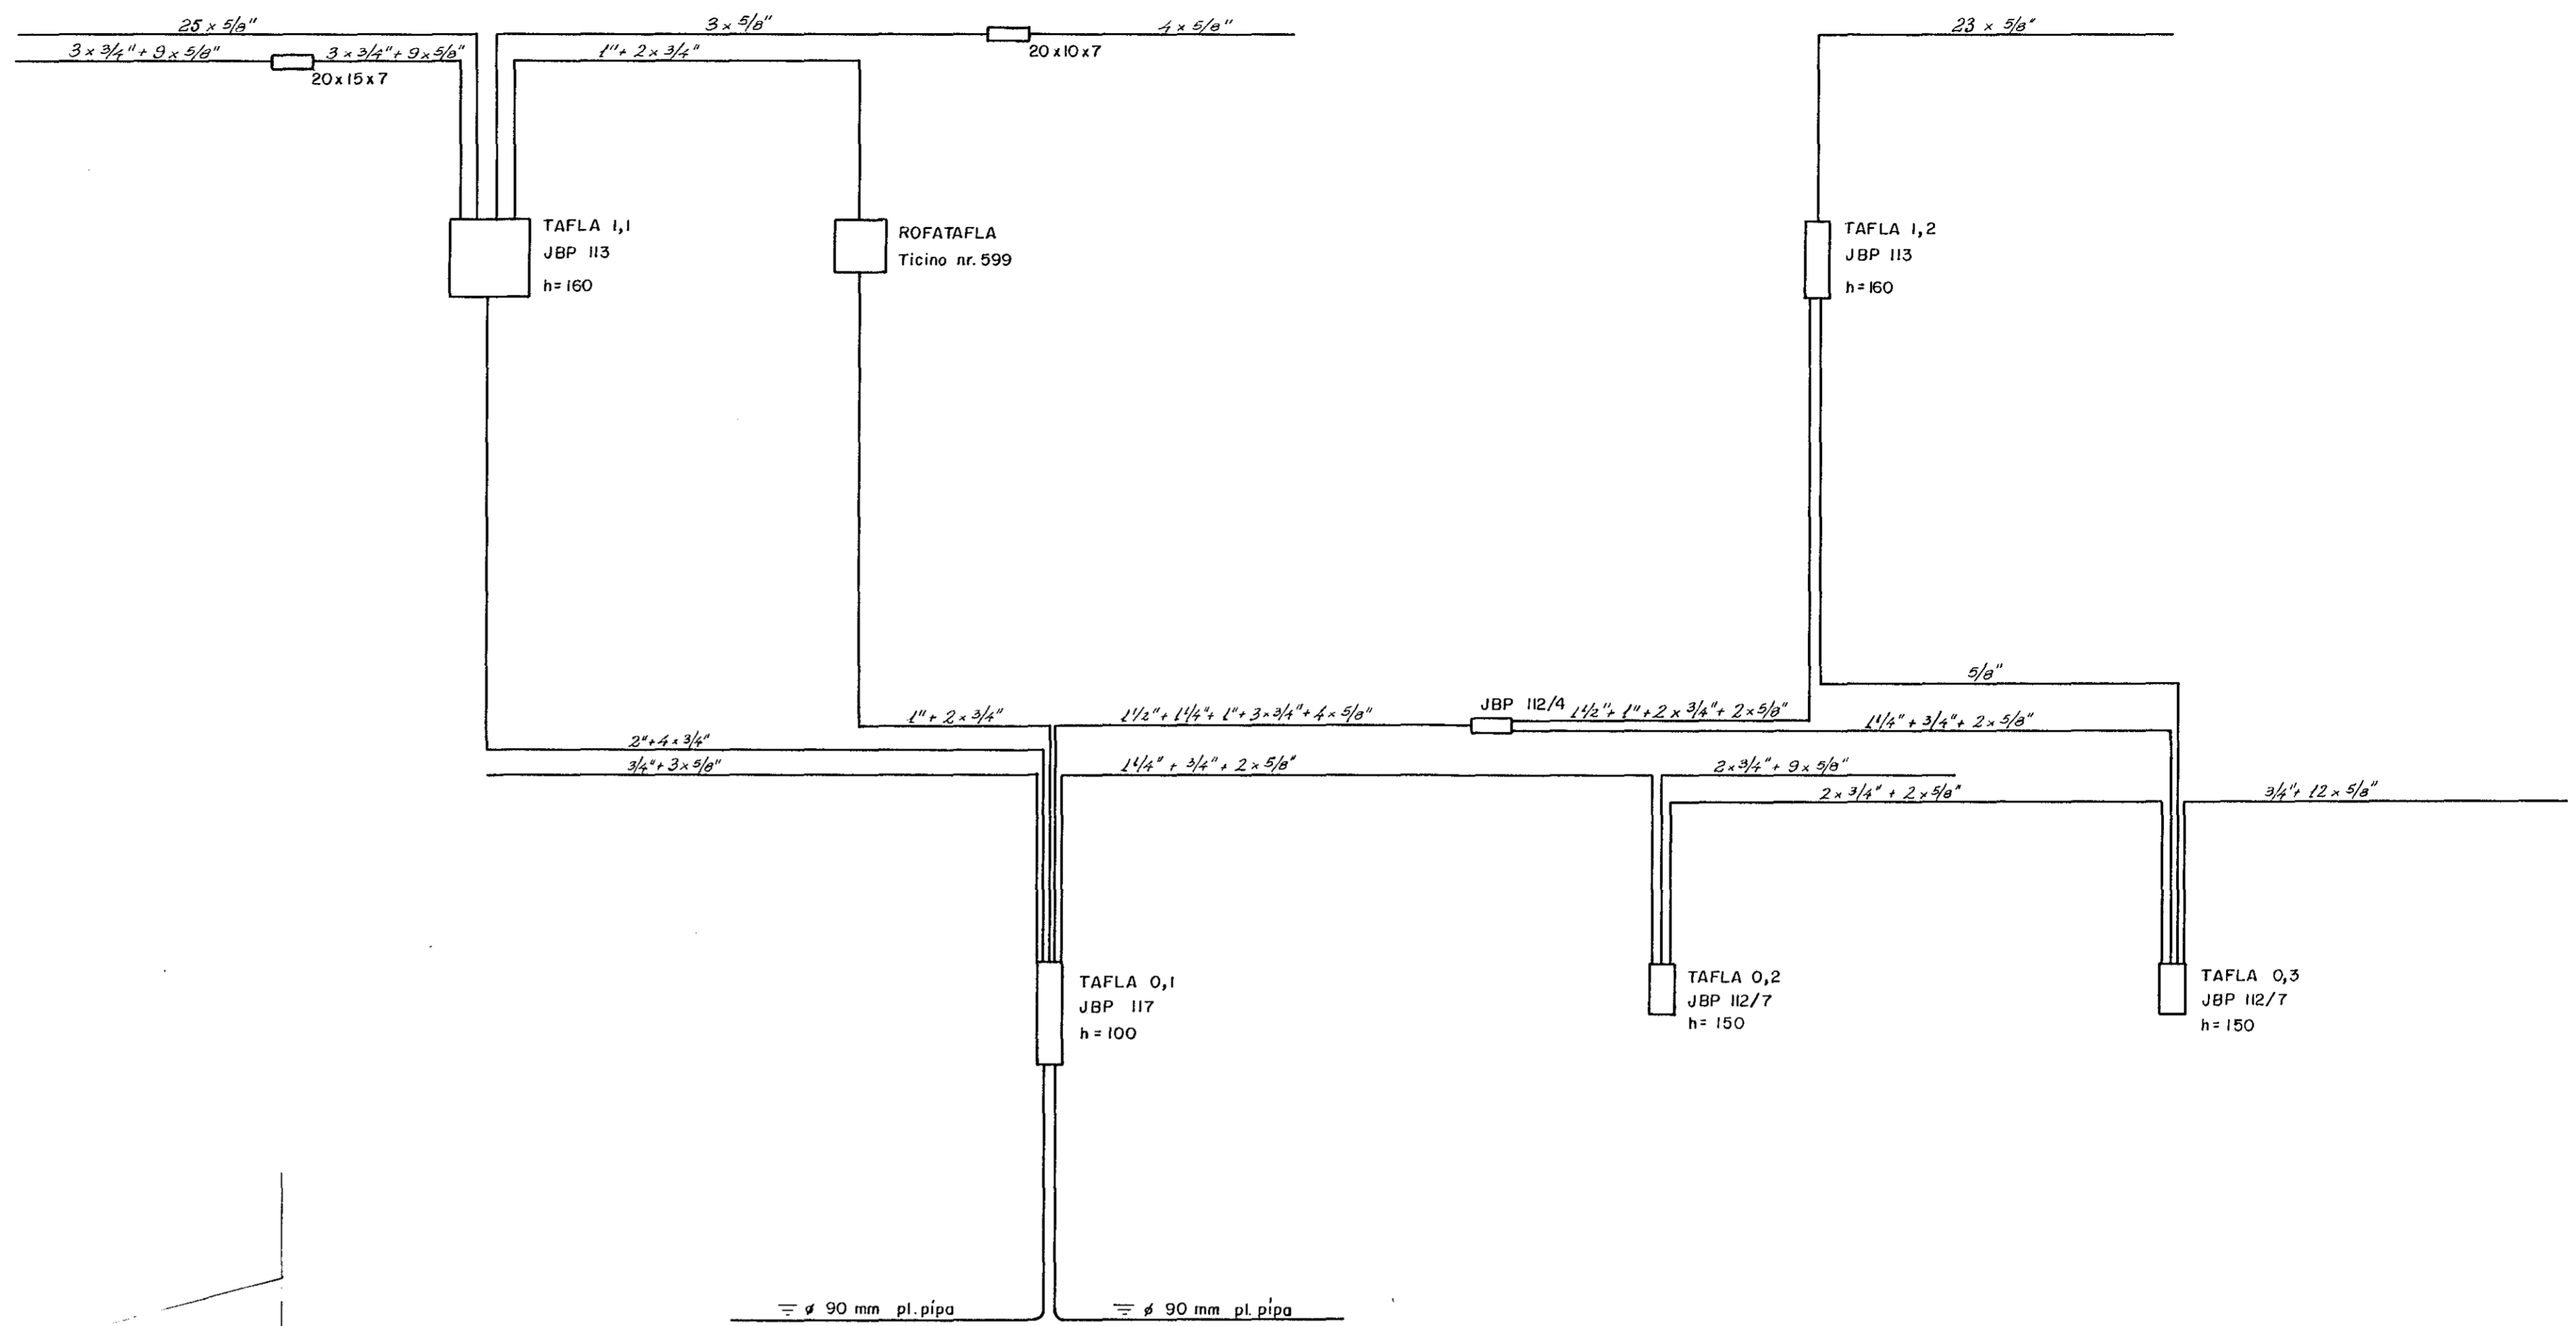 25 x 5/8"
3 x 3/4" + 9 x 5/8"
3 x 3/4" + 9 x 5/8"
20 x 15 x 7
3 x 5/8"
4 x 5/8"
20 x 10 x 7
1" + 2 x 3/4"
23 x 5/8"
TAFLA 1,1
JBP 113
h = 160
ROFATAFLA
Ticino nr. 599
TAFLA 1,2
JBP 113
h = 160
5/8"
1" + 2 x 3/4"
1 1/2" + 1 1/4" + 1" + 3 x 3/4" + 4 x 5/8"
JBP 112/4
1 1/2" + 1" + 2 x 3/4" + 2 x 5/8"
1 1/4" + 3/4" + 2 x 5/8"
2" + 4 x 3/4"
3/4" + 3 x 5/8"
1 1/4" + 3/4" + 2 x 5/8"
2 x 3/4" + 9 x 5/8"
2 x 3/4" + 2 x 5/8"
3/4" + 12 x 5/8"
TAFLA 0,1
JBP 117
h = 100
TAFLA 0,2
JBP 112/7
h = 150
TAFLA 0,3
JBP 112/7
h = 150
ø 90 mm pl. pípa
ø 90 mm pl. pípa